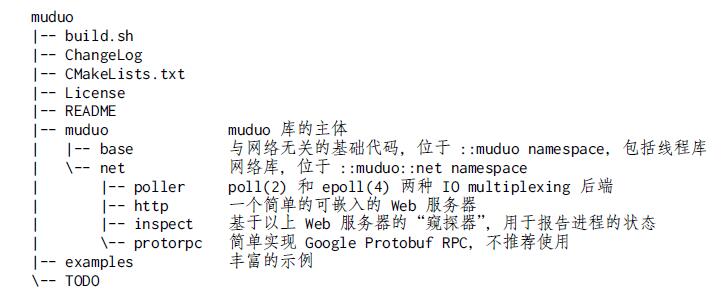 muduo
|-- build.sh
|-- ChangeLog
|-- CMakeLists.txt
|-- License
|-- README
|-- muduo           muduo 库的主体
|   |-- base        与网络无关的基础代码, 位于 ::muduo namespace, 包括线程库
|   \-- net         网络库, 位于 ::muduo::net namespace
|       |-- poller   poll(2) 和 epoll(4) 两种 IO multiplexing 后端
|       |-- http     一个简单的可嵌入的 Web 服务器
|       |-- inspect  基于以上 Web 服务器的“窥探器”, 用于报告进程的状态
|       \-- protorpc 简单实现 Google Protobuf RPC, 不推荐使用
|-- examples        丰富的示例
\-- TODO